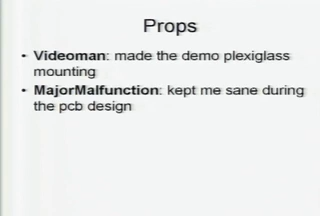 Props
• Videoman: made the demo plexiglass
mounting
• MajorMalfunction: kept me sane during
the pcb design